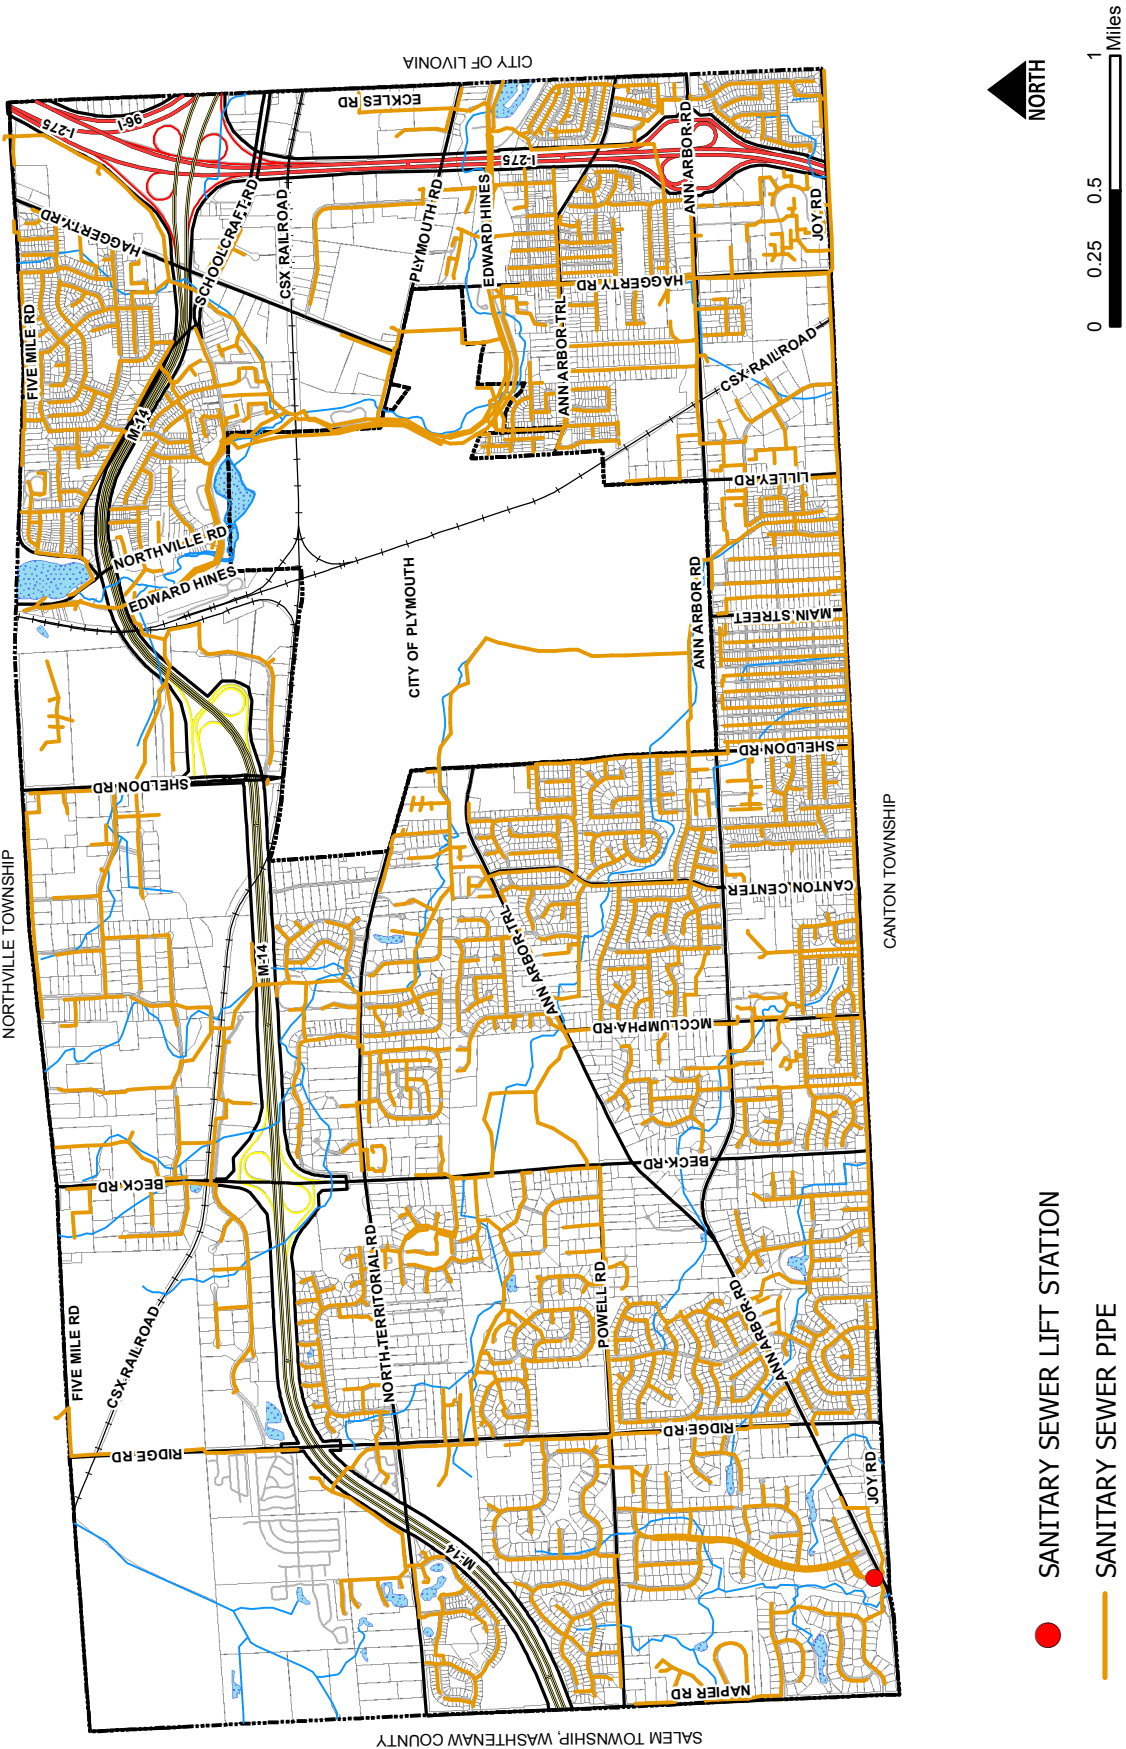 CITY OF LIVONIA
NORTHVILLE TOWNSHIP
CANTON TOWNSHIP
SALEM TOWNSHIP, WASHTENAW COUNTY
CITY OF PLYMOUTH
I-275
I-96
ECKLES RD
HAGGERTY RD
SCHOOLCRAFT RD
CSX RAILROAD
PLYMOUTH RD
EDWARD HINES
I-275
ANN ARBOR RD
JOY RD
FIVE MILE RD
M-14
HAGGERTY RD
ANN ARBOR TRL
CSX RAILROAD
LILLEY RD
NORTHVILLE RD
EDWARD HINES
ANN ARBOR RD
MAIN STREET
SHELDON RD
SHELDON RD
CANTON CENTER
M-14
ANN ARBOR TRL
MCCLUMPHA RD
BECK RD
BECK RD
FIVE MILE RD
CSX RAILROAD
NORTH TERRITORIAL RD
POWELL RD
ANN ARBOR RD
RIDGE RD
RIDGE RD
JOY RD
M-14
NAPIER RD
NORTH
0
0.25
0.5
1
Miles
SANITARY SEWER LIFT STATION
SANITARY SEWER PIPE